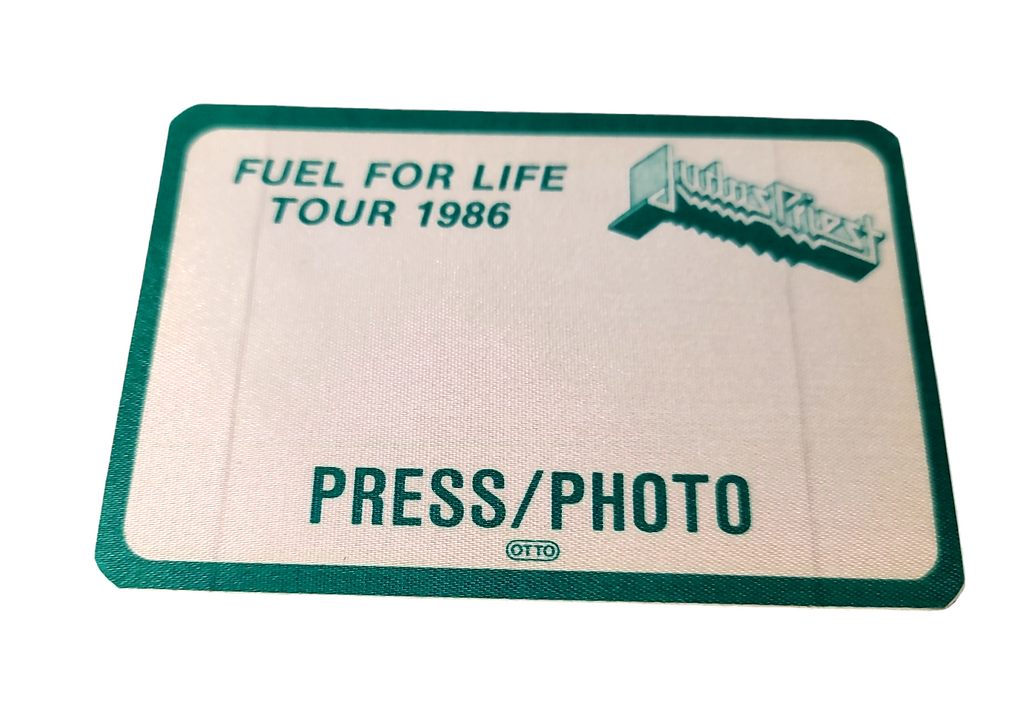 FUEL FOR LIFE
TOUR 1986
Judas Priest
PRESS/PHOTO
OTTO